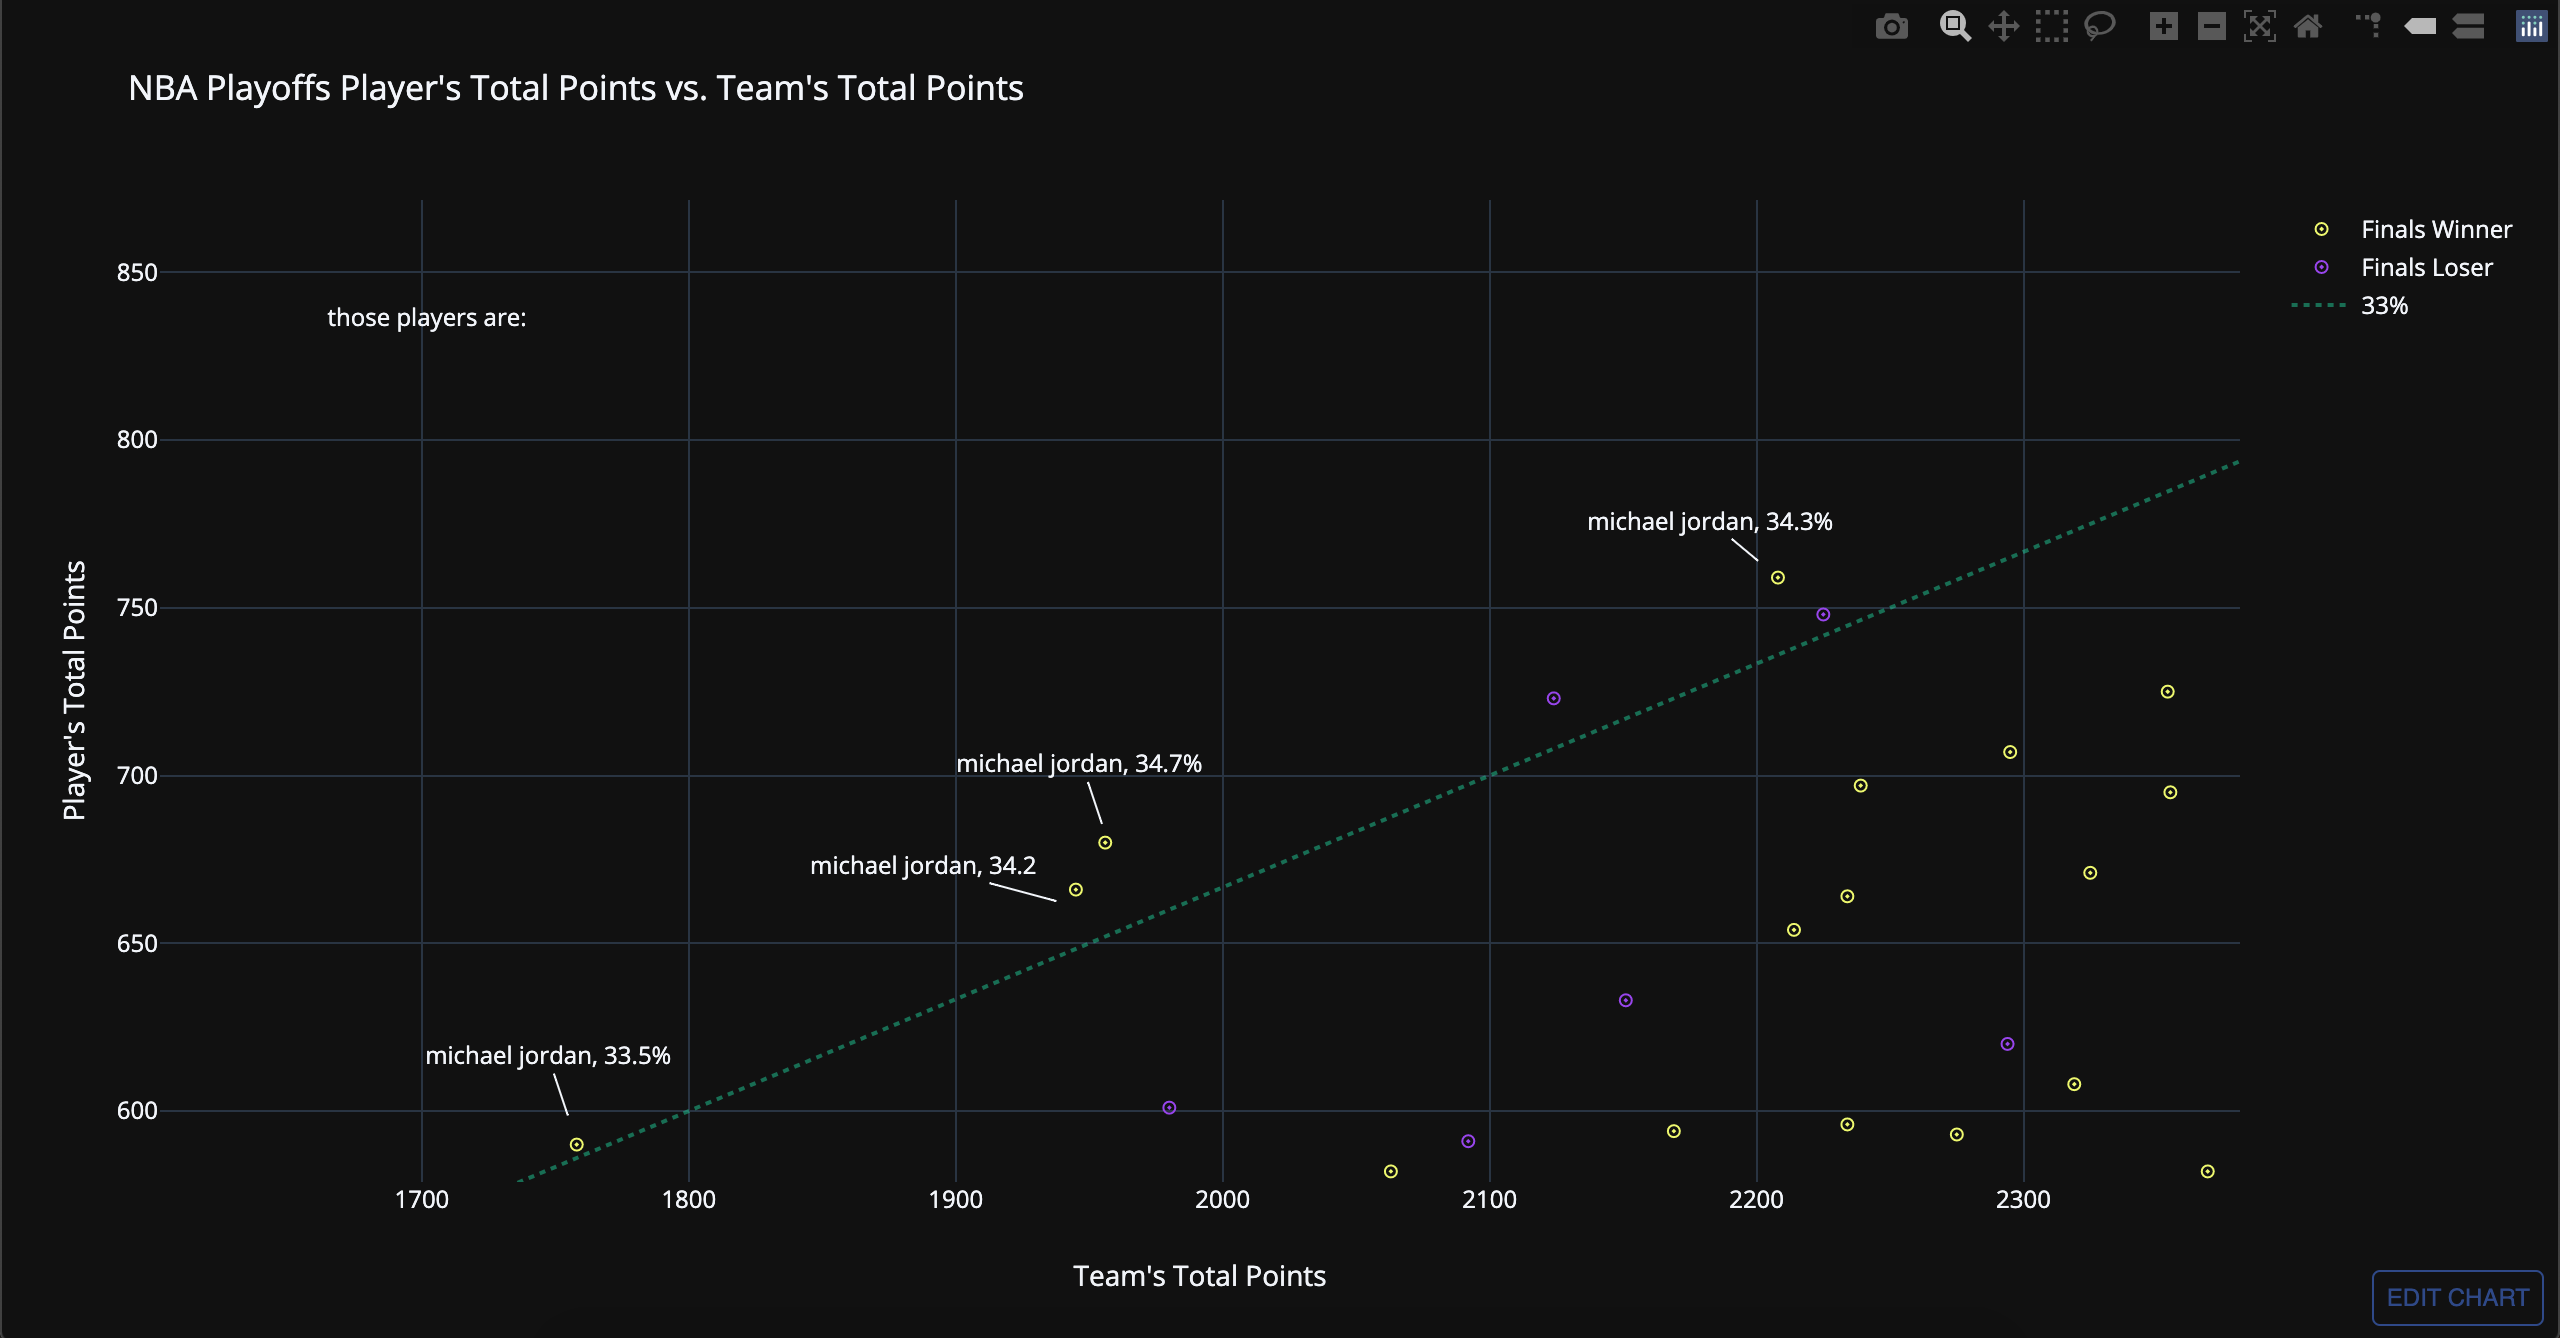 NBA Playoffs Player's Total Points vs. Team's Total Points
Finals Winner
Finals Loser
33%
850
those players are:
800
michael jordan, 34.3%
750
michael jordan, 34.7%
700
michael jordan, 34.2
650
michael jordan, 33.5%
600
Player's Total Points
1700 1800 1900 2000 2100 2200 2300
Team's Total Points
EDIT CHART